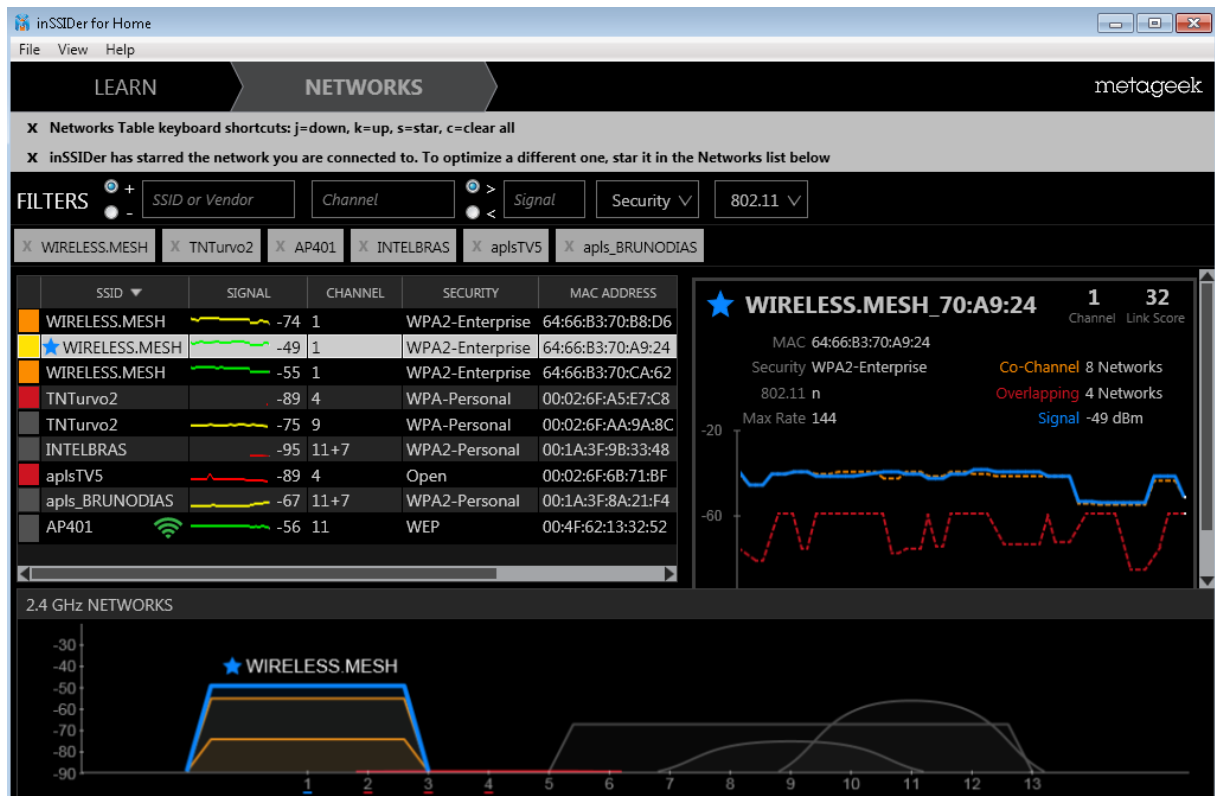 inSSIDer for Home
File View Help
LEARN NETWORKS metageek
X Networks Table keyboard shortcuts: j=down, k=up, s=star, c=clear all
X inSSIDer has starred the network you are connected to. To optimize a different one, star it in the Networks list below
FILTERS + - SSID or Vendor Channel > < Signal Security 802.11
X WIRELESS.MESH X TNTurvo2 X AP401 X INTELBRAS X aplsTV5 X apls_BRUNODIAS
SSID SIGNAL CHANNEL SECURITY MAC ADDRESS
WIRELESS.MESH -74 1 WPA2-Enterprise 64:66:B3:70:B8:D6
WIRELESS.MESH -49 1 WPA2-Enterprise 64:66:B3:70:A9:24
WIRELESS.MESH -55 1 WPA2-Enterprise 64:66:B3:70:CA:62
TNTurvo2 -89 4 WPA-Personal 00:02:6F:A5:E7:C8
TNTurvo2 -75 9 WPA-Personal 00:02:6F:AA:9A:8C
INTELBRAS -95 11+7 WPA2-Personal 00:1A:3F:9B:33:48
aplsTV5 -89 4 Open 00:02:6F:6B:71:BF
apls_BRUNODIAS -67 11+7 WPA2-Personal 00:1A:3F:8A:21:F4
AP401 -56 11 WEP 00:4F:62:13:32:52
WIRELESS.MESH_70:A9:24 1 32
Channel Link Score
MAC 64:66:B3:70:A9:24
Security WPA2-Enterprise Co-Channel 8 Networks
802.11 n Overlapping 4 Networks
Max Rate 144 Signal -49 dBm
-20
-60
2.4 GHz NETWORKS
-30
-40 WIRELESS.MESH
-50
-60
-70
-80
-90
1 2 3 4 5 6 7 8 9 10 11 12 13